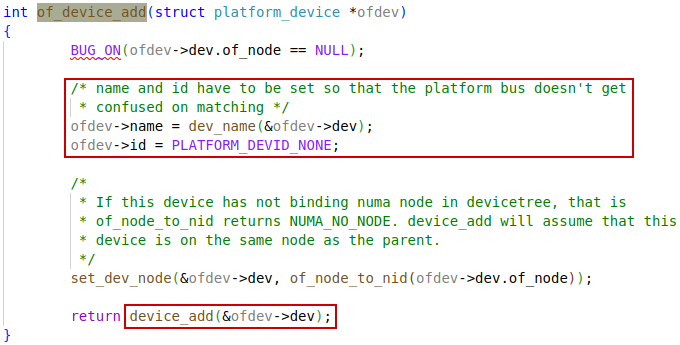 int of_device_add(struct platform_device *ofdev)
{
BUG_ON(ofdev->dev.of_node == NULL);
/* name and id have to be set so that the platform bus doesn't get
* confused on matching */
ofdev->name = dev_name(&ofdev->dev);
ofdev->id = PLATFORM_DEVID_NONE;
/*
* If this device has not binding numa node in devicetree, that is
* of_node_to_nid returns NUMA_NO_NODE. device_add will assume that this
* device is on the same node as the parent.
*/
set_dev_node(&ofdev->dev, of_node_to_nid(ofdev->dev.of_node));
return device_add(&ofdev->dev);
}